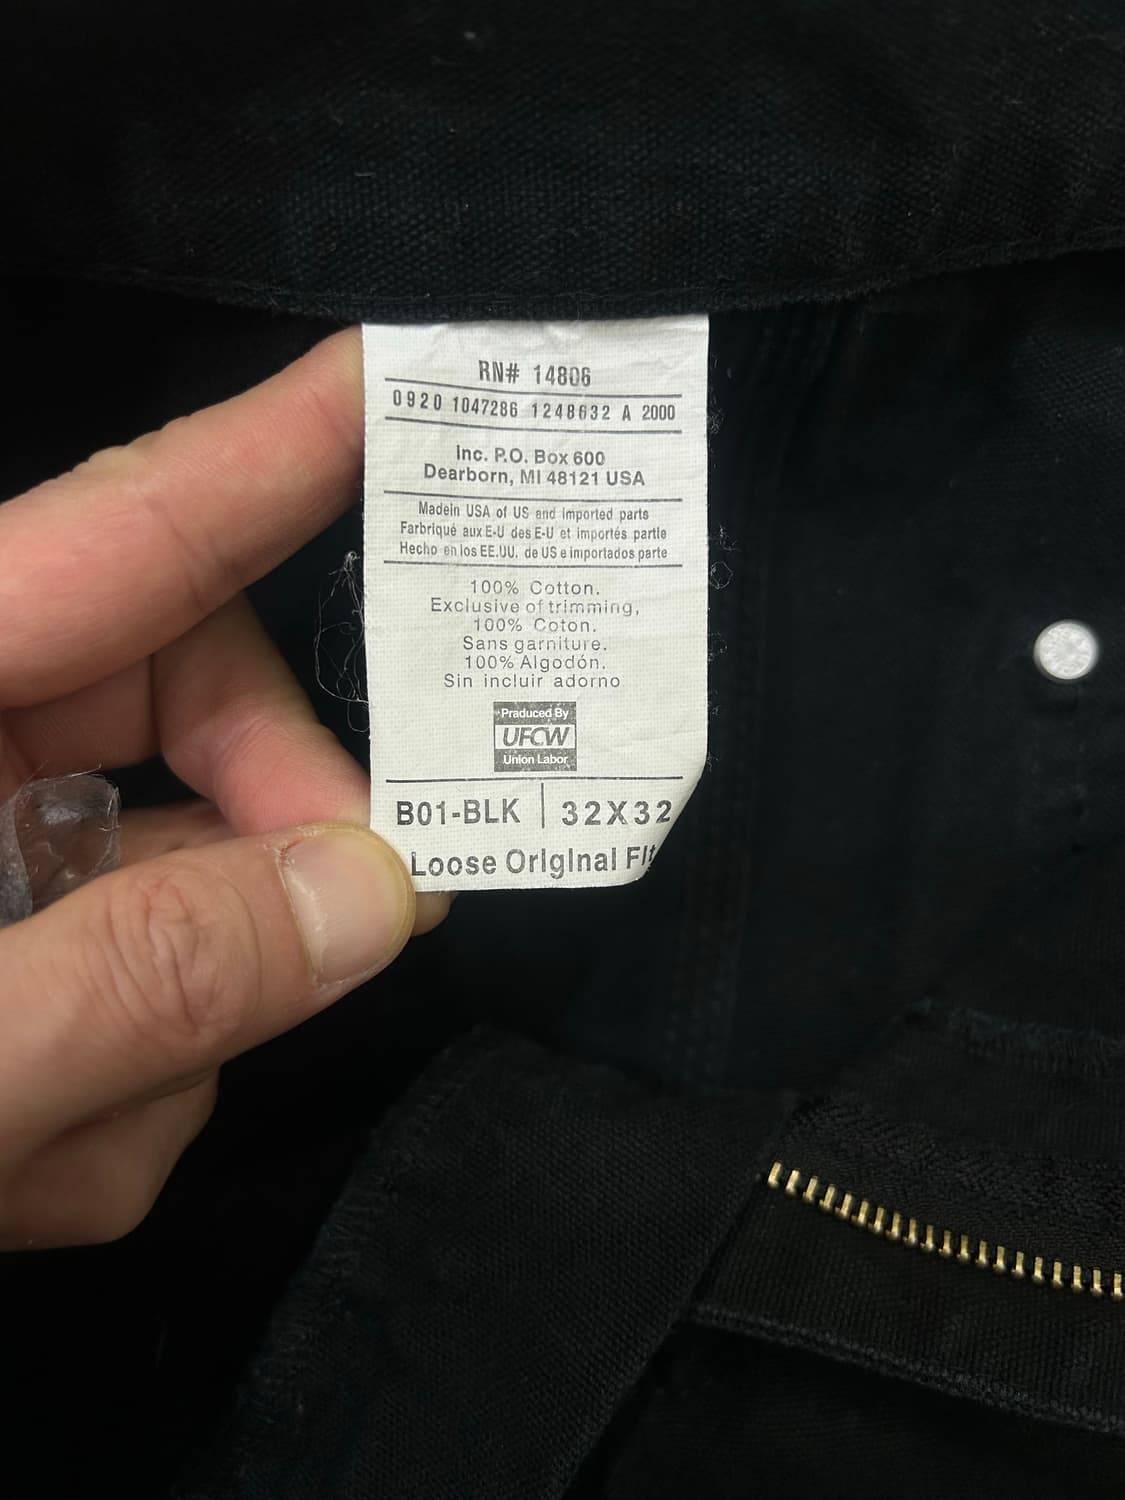 RN# 14806
0920 1047286 1248632 A 2000
Inc. P.O. Box 600
Dearborn, MI 48121 USA
Madein USA of US and imported parts
Farbriqué aux E-U des E-U et importés partie
Hecho en los EE.UU. de US e importados parte
100% Cotton.
Exclusive of trimming,
100% Coton.
Sans garniture.
100% Algodón.
Sin incluir adorno
Produced By
UFCW
Union Labor
B01-BLK | 32X32
Loose Original Fit